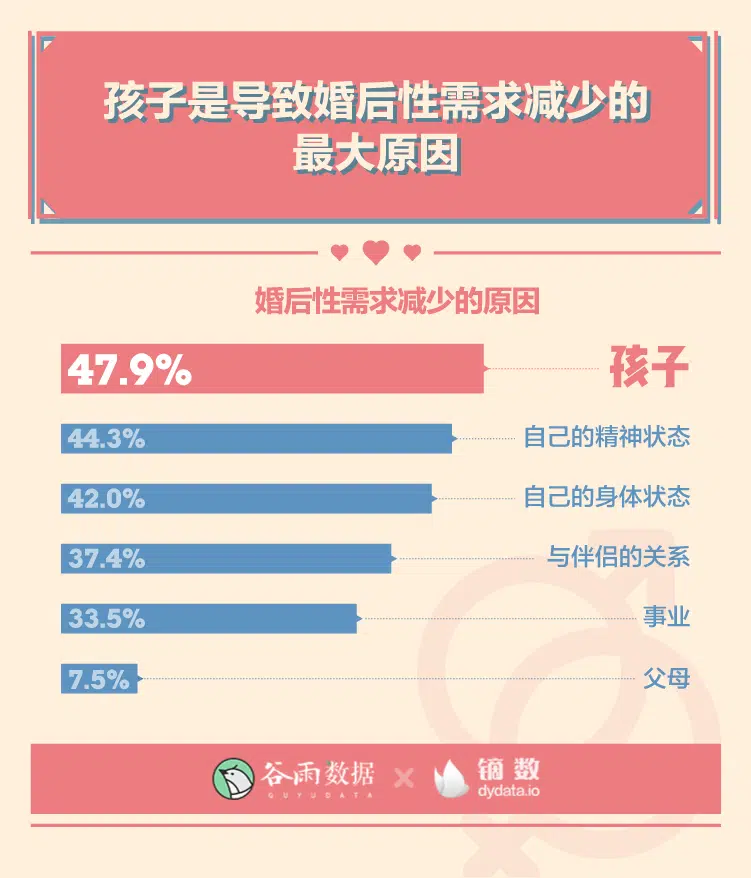 孩子是导致婚后性需求减少的
最大原因
婚后性需求减少的原因
47.9% 孩子
44.3% 自己的精神状态
42.0% 自己的身体状态
37.4% 与伴侣的关系
33.5% 事业
7.5% 父母
谷雨数据 × 镝数
GUYUDATA dydata.io